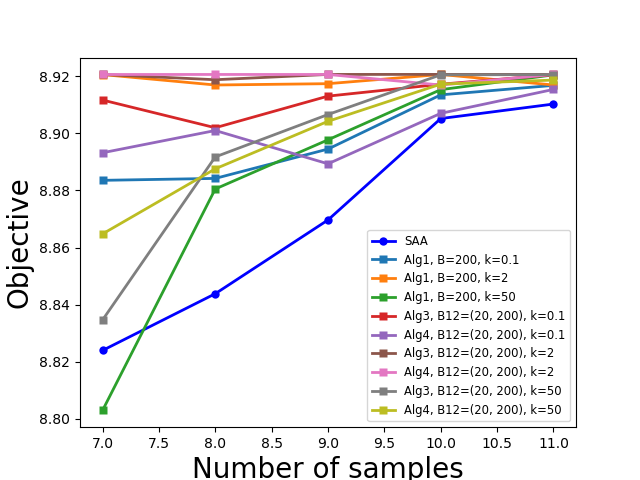 8.92
8.90
8.88
8.86
8.84
8.82
8.80
Objective
7.0 7.5 8.0 8.5 9.0 9.5 10.0 10.5 11.0
Number of samples
SAA
Alg1, B=200, k=0.1
Alg1, B=200, k=2
Alg1, B=200, k=50
Alg3, B12=(20, 200), k=0.1
Alg4, B12=(20, 200), k=0.1
Alg3, B12=(20, 200), k=2
Alg4, B12=(20, 200), k=2
Alg3, B12=(20, 200), k=50
Alg4, B12=(20, 200), k=50